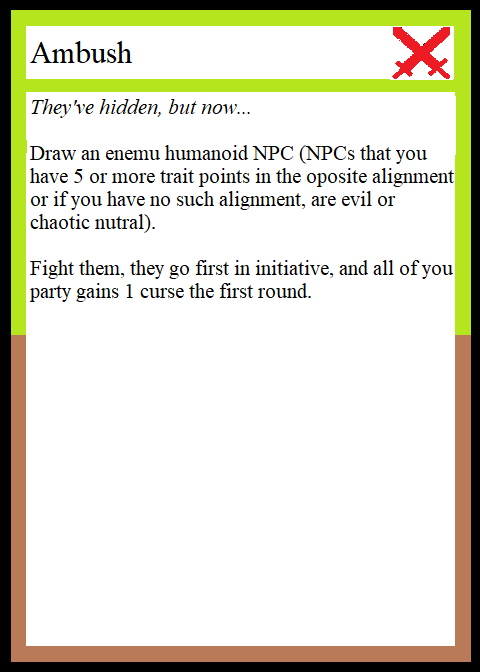 Ambush
They've hidden, but now...
Draw an enemu humanoid NPC (NPCs that you
have 5 or more trait points in the oposite alignment
or if you have no such alignment, are evil or
chaotic nutral).
Fight them, they go first in initiative, and all of you
party gains 1 curse the first round.